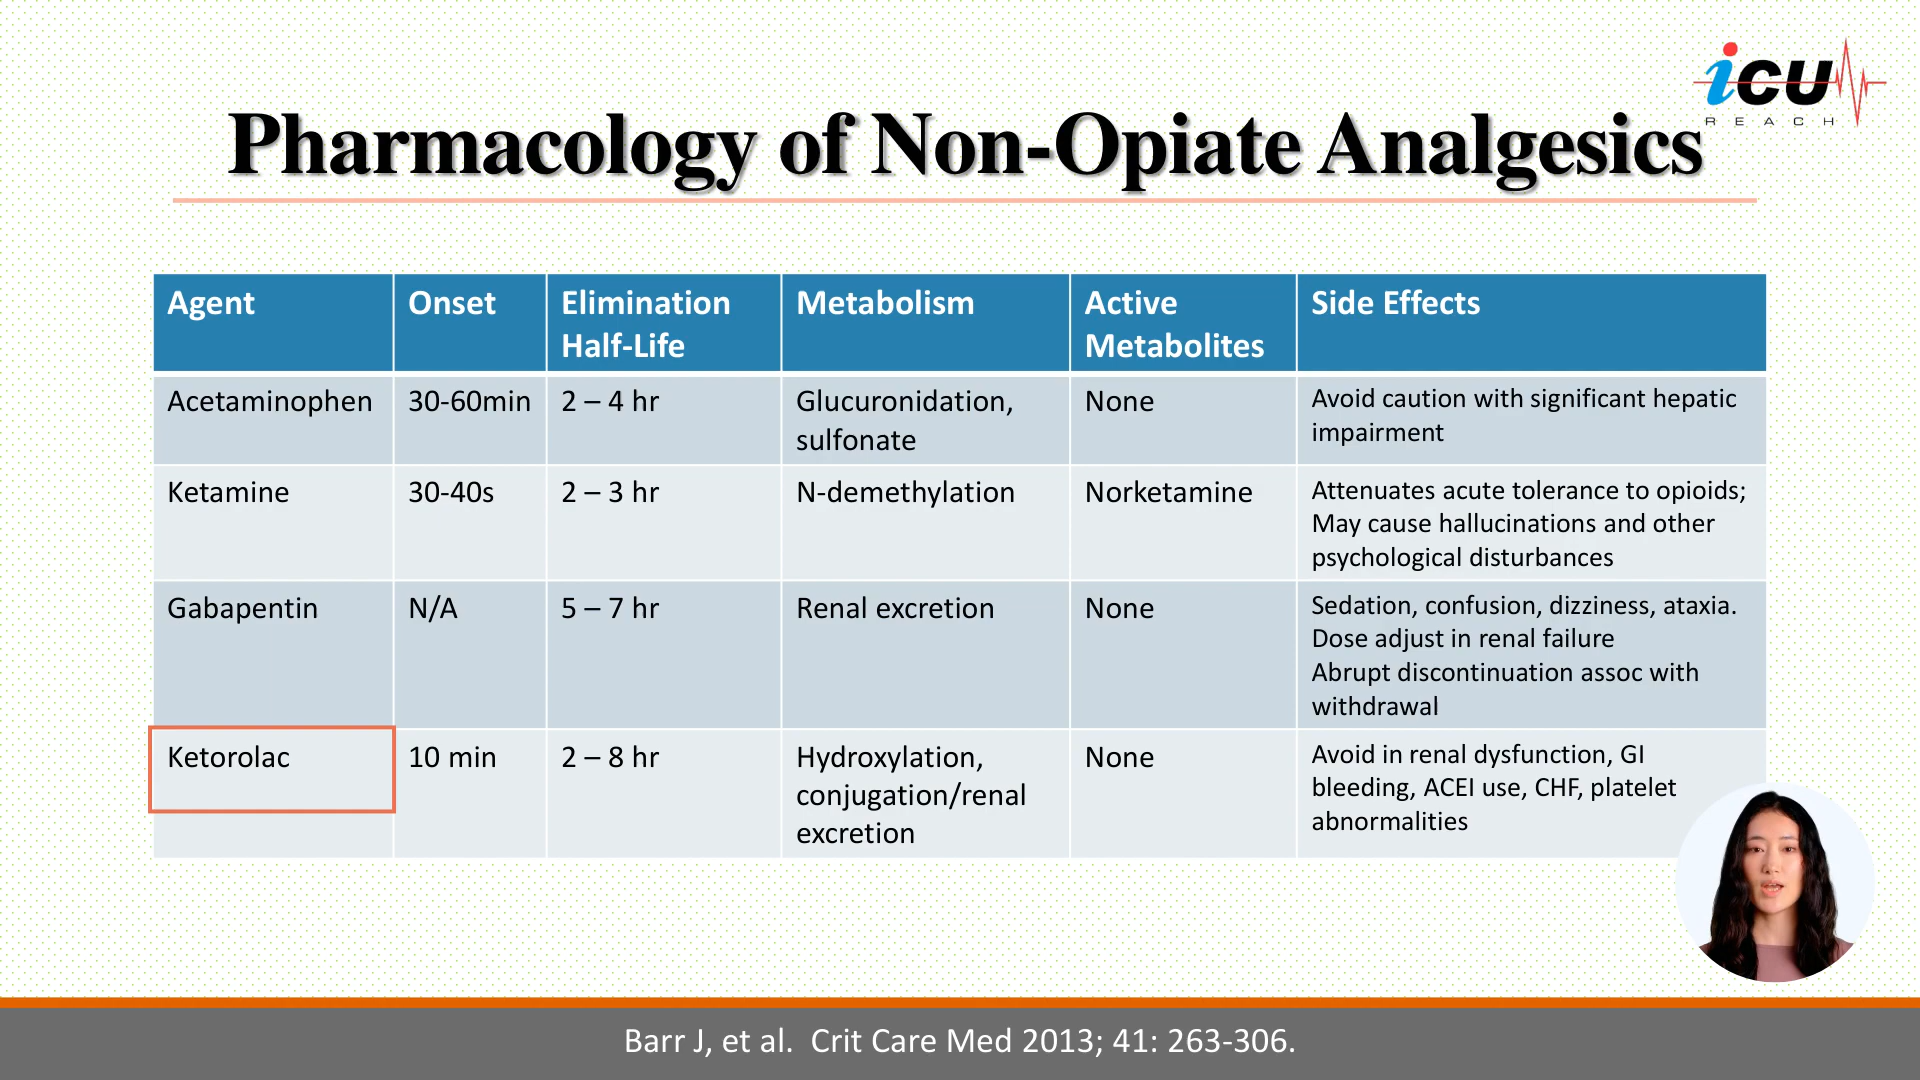 icu
REACH
Pharmacology of Non-Opiate Analgesics
Agent
Onset
Elimination
Half-Life
Metabolism
Active
Metabolites
Side Effects
Acetaminophen
30-60min
2 – 4 hr
Glucuronidation,
sulfonate
None
Avoid caution with significant hepatic
impairment
Ketamine
30-40s
2 – 3 hr
N-demethylation
Norketamine
Attenuates acute tolerance to opioids;
May cause hallucinations and other
psychological disturbances
Gabapentin
N/A
5 – 7 hr
Renal excretion
None
Sedation, confusion, dizziness, ataxia.
Dose adjust in renal failure
Abrupt discontinuation assoc with
withdrawal
Ketorolac
10 min
2 – 8 hr
Hydroxylation,
conjugation/renal
excretion
None
Avoid in renal dysfunction, GI
bleeding, ACEI use, CHF, platelet
abnormalities
Barr J, et al.  Crit Care Med 2013; 41: 263-306.